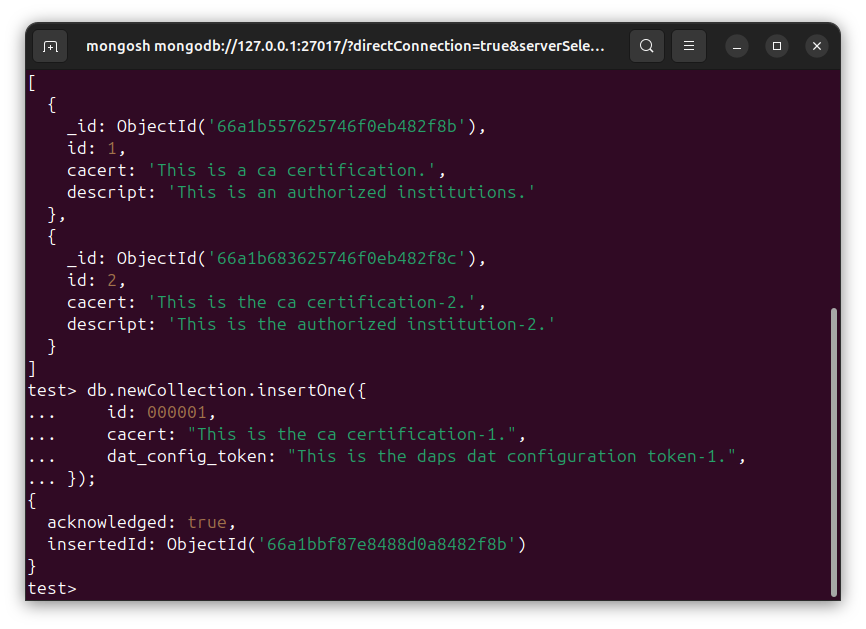 mongosh mongodb://127.0.0.1:27017/?directConnection=true&serverSele...
[
  {
    _id: ObjectId('66a1b557625746f0eb482f8b'),
    id: 1,
    cacert: 'This is a ca certification.',
    descript: 'This is an authorized institutions.'
  },
  {
    _id: ObjectId('66a1b683625746f0eb482f8c'),
    id: 2,
    cacert: 'This is the ca certification-2.',
    descript: 'This is the authorized institution-2.'
  }
]
test> db.newCollection.insertOne({
...     id: 000001,
...     cacert: "This is the ca certification-1.",
...     dat_config_token: "This is the daps dat configuration token-1.",
... });
{
  acknowledged: true,
  insertedId: ObjectId('66a1bbf87e8488d0a8482f8b')
}
test>